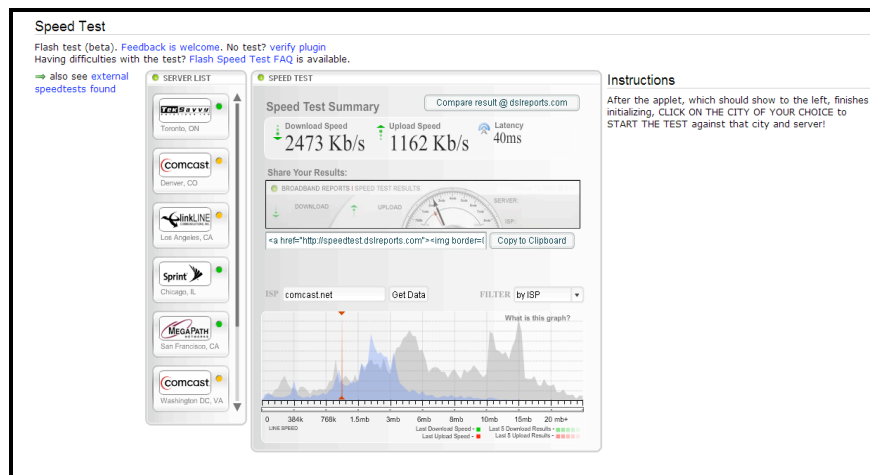 Speed Test
Flash test (beta). Feedback is welcome. No test? verify plugin
Having difficulties with the test? Flash Speed Test FAQ is available.
⇒ also see external
speedtests found
SERVER LIST
TEKSAVVY
Toronto, ON
comcast
Denver, CO
linkLINE
Los Angeles, CA
Sprint
Chicago, IL
MEGAPATH
NETWORKS
San Francisco, CA
comcast
Washington DC, VA
SPEED TEST
Speed Test Summary
Compare result @ dslreports.com
Download Speed
2473 Kb/s
Upload Speed
1162 Kb/s
Latency
40ms
Share Your Results:
BROADBAND REPORTS | SPEED TEST RESULTS
DOWNLOAD
UPLOAD
SERVER:
ISP:
<a href="http://speedtest.dslreports.com"><img border=
Copy to Clipboard
ISP comcast.net
Get Data
FILTER by ISP
What is this graph?
0 384k 768k 1.5mb 3mb 6mb 8mb 10mb 15mb 20 mb+
LINE SPEED
Last Download Speed - Last 5 Download Results -
Last Upload Speed - Last 5 Upload Results -
Instructions
After the applet, which should show to the left, finishes
initializing, CLICK ON THE CITY OF YOUR CHOICE to
START THE TEST against that city and server!